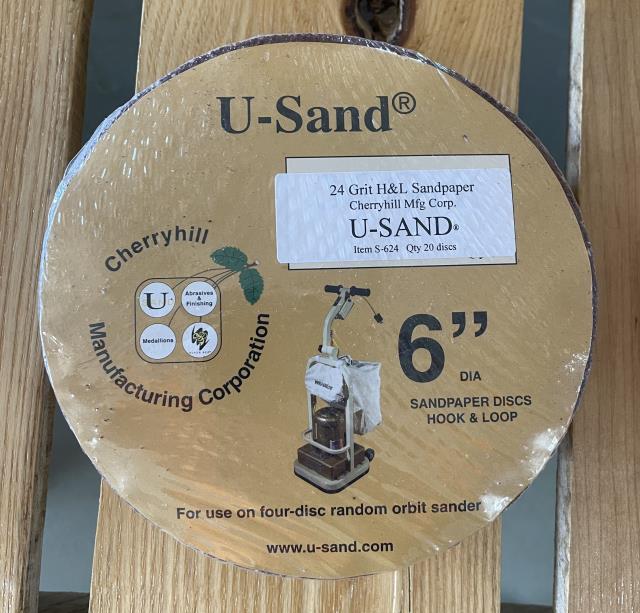 U-Sand®
24 Grit H&L Sandpaper
Cherryhill Mfg Corp.
U-SAND®
Item S-624 Qty 20 discs
Cherryhill
U
Abrasives
&
Finishing
Medallions
Manufacturing Corporation
6”
DIA
SANDPAPER DISCS
HOOK & LOOP
For use on four-disc random orbit sander
www.u-sand.com